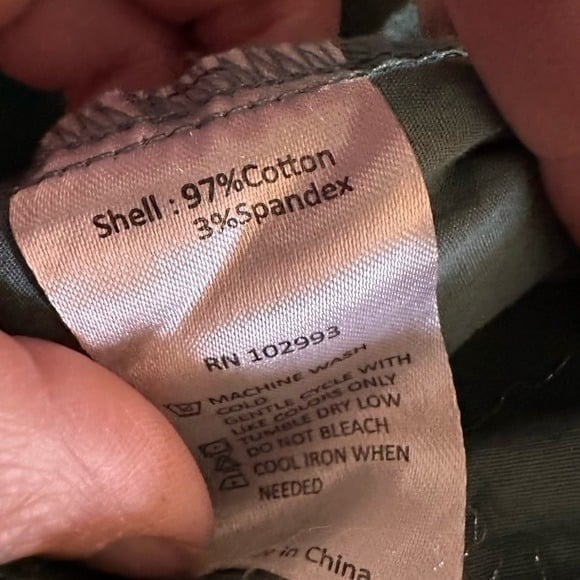 Shell : 97%Cotton
3%Spandex
RN 102993
MACHINE WASH
COLD
GENTLE CYCLE WITH
LIKE COLORS ONLY
TUMBLE DRY LOW
DO NOT BLEACH
COOL IRON WHEN
NEEDED
in China